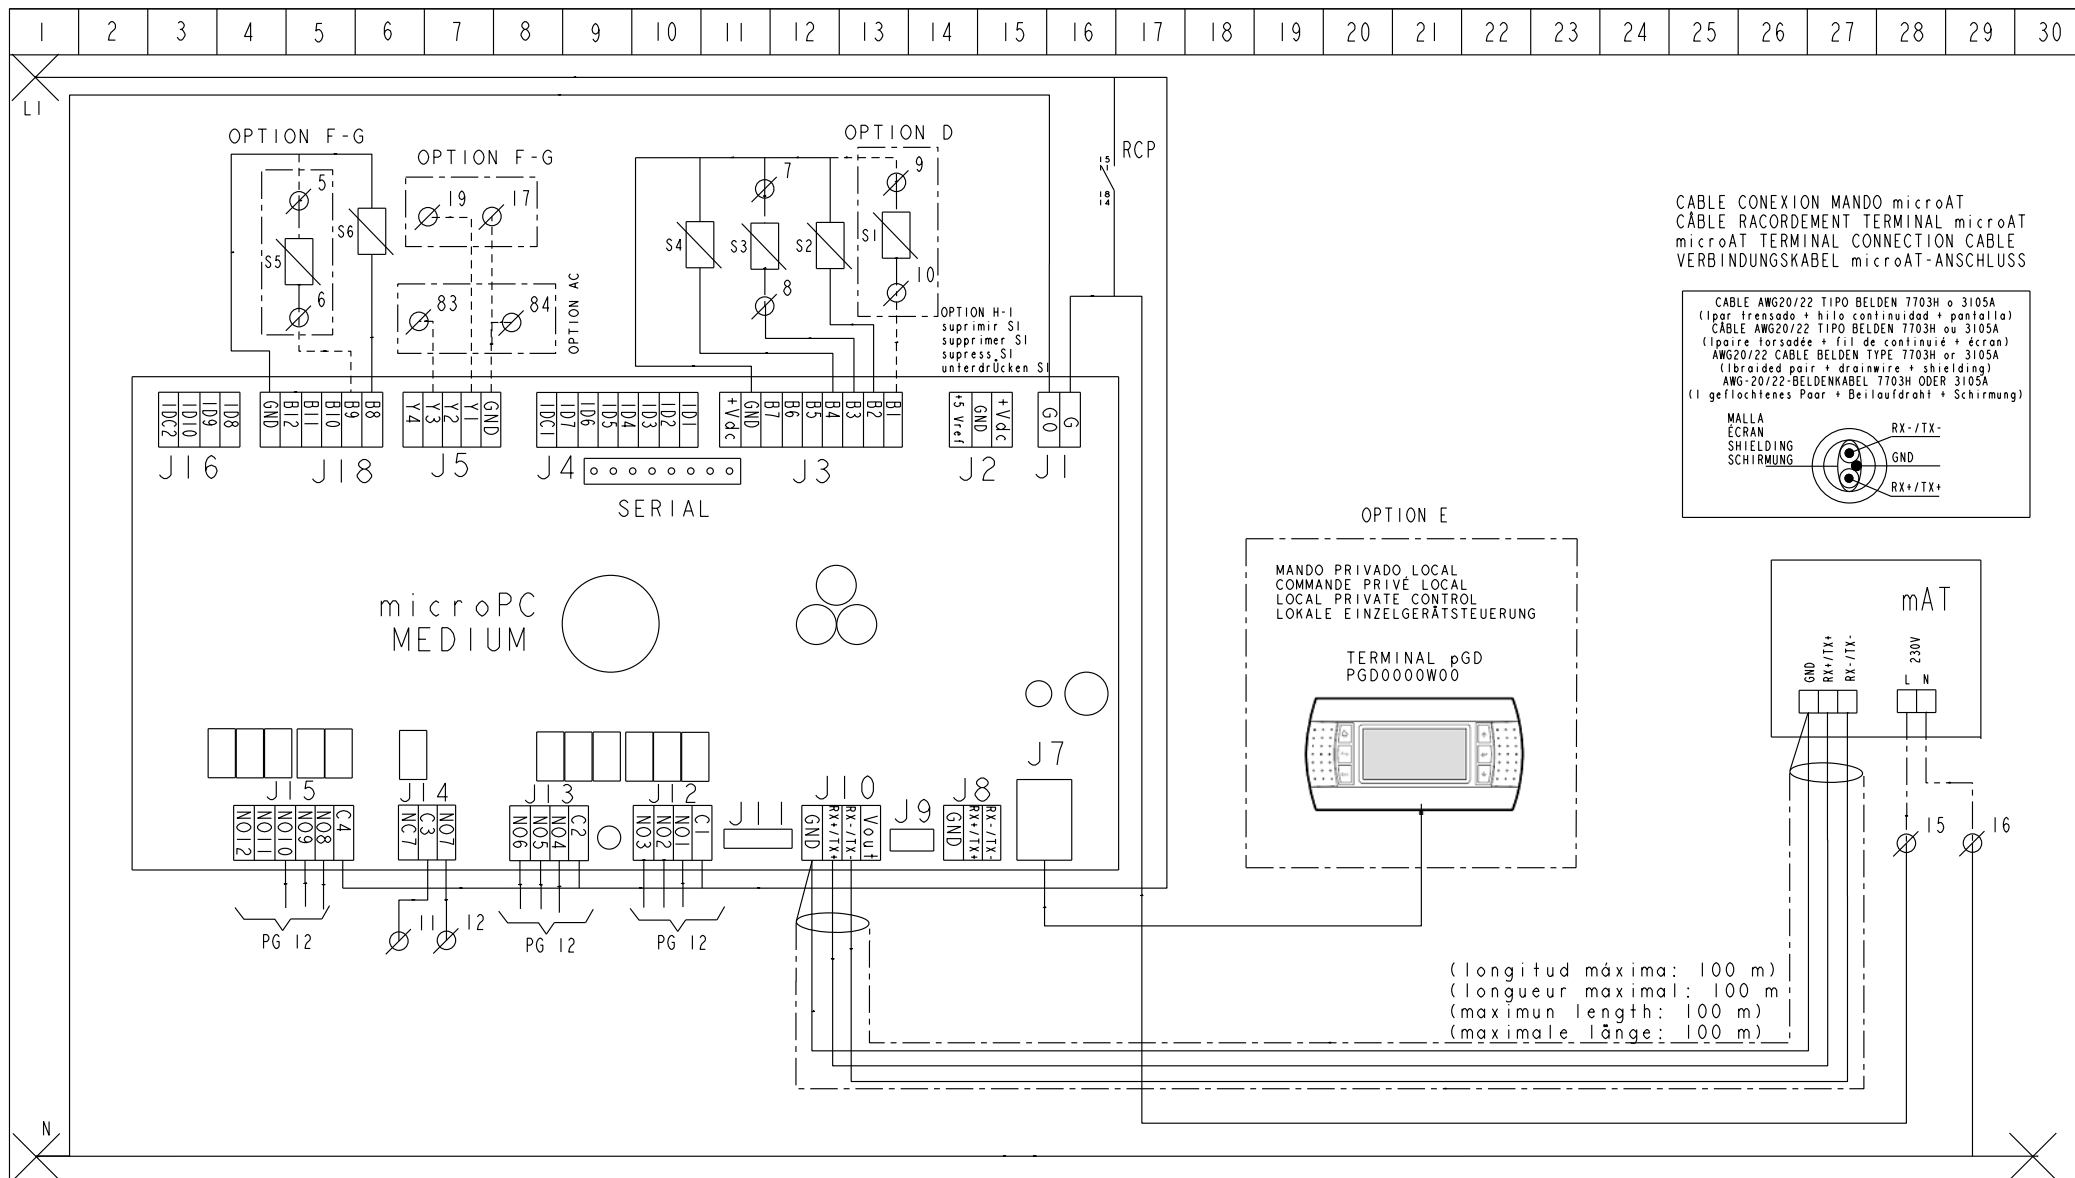 1 2 3 4 5 6 7 8 9 10 11 12 13 14 15 16 17 18 19 20 21 22 23 24 25 26 27 28 29 30
L1
OPTION F-G
OPTION F-G
OPTION D
RCP
15
11
18
14
5
S5
6
S6
19
17
83
84
OPTION AC
S4
7
S3
8
S2
9
S1
10
OPTION H-I
suprimir S1
supprimer S1
supress S1
unterdrÜcken S1
CABLE CONEXION MANDO microAT
CÂBLE RACORDEMENT TERMINAL microAT
microAT TERMINAL CONNECTION CABLE
VERBINDUNGSKABEL microAT-ANSCHLUSS
CABLE AWG20/22 TIPO BELDEN 7703H o 3105A
(1par trensado + hilo continuidad + pantalla)
CÂBLE AWG20/22 TIPO BELDEN 7703H ou 3105A
(1paire torsadée + fil de continuié + écran)
AWG20/22 CABLE BELDEN TYPE 7703H or 3105A
(1braided pair + drainwire + shielding)
AWG-20/22-BELDENKABEL 7703H ODER 3105A
(1 geflochtenes Paar + Beilaufdraht + Schirmung)
MALLA
ÉCRAN
SHIELDING
SCHIRMUNG
RX-/TX-
GND
RX+/TX+
IDC2 ID10 ID9 ID8
J16
GND B12 B11 B10 B9 B8
J18
Y4 Y3 Y2 Y1 GND
J5
IDC1 ID7 ID6 ID5 ID4 ID3 ID2 ID1
J4
SERIAL
+Vdc GND B7 B6 B5 B4 B3 B2 B1
J3
+5 Vref GND +Vdc
J2
G0 G
J1
microPC
MEDIUM
OPTION E
MANDO PRIVADO LOCAL
COMMANDE PRIVÉ LOCAL
LOCAL PRIVATE CONTROL
LOKALE EINZELGERÄTSTEUERUNG
TERMINAL pGD
PGD0000W00
mAT
GND RX+/TX+ RX-/TX-
230V
L N
J15
NO12 NO11 NO10 NO9 NO8 C4
J14
NC7 C3 NO7
J13
NO6 NO5 NO4 C2
J12
NO3 NO2 NO1 C1
J11
J10
GND RX+/TX+ RX-/TX- Vout
J9
J8
GND RX+/TX+ RX-/TX-
J7
15
16
PG 12
11
12
PG 12
PG 12
(longitud máxima: 100 m)
(longueur maximal: 100 m
(maximun length: 100 m)
(maximale länge: 100 m)
N